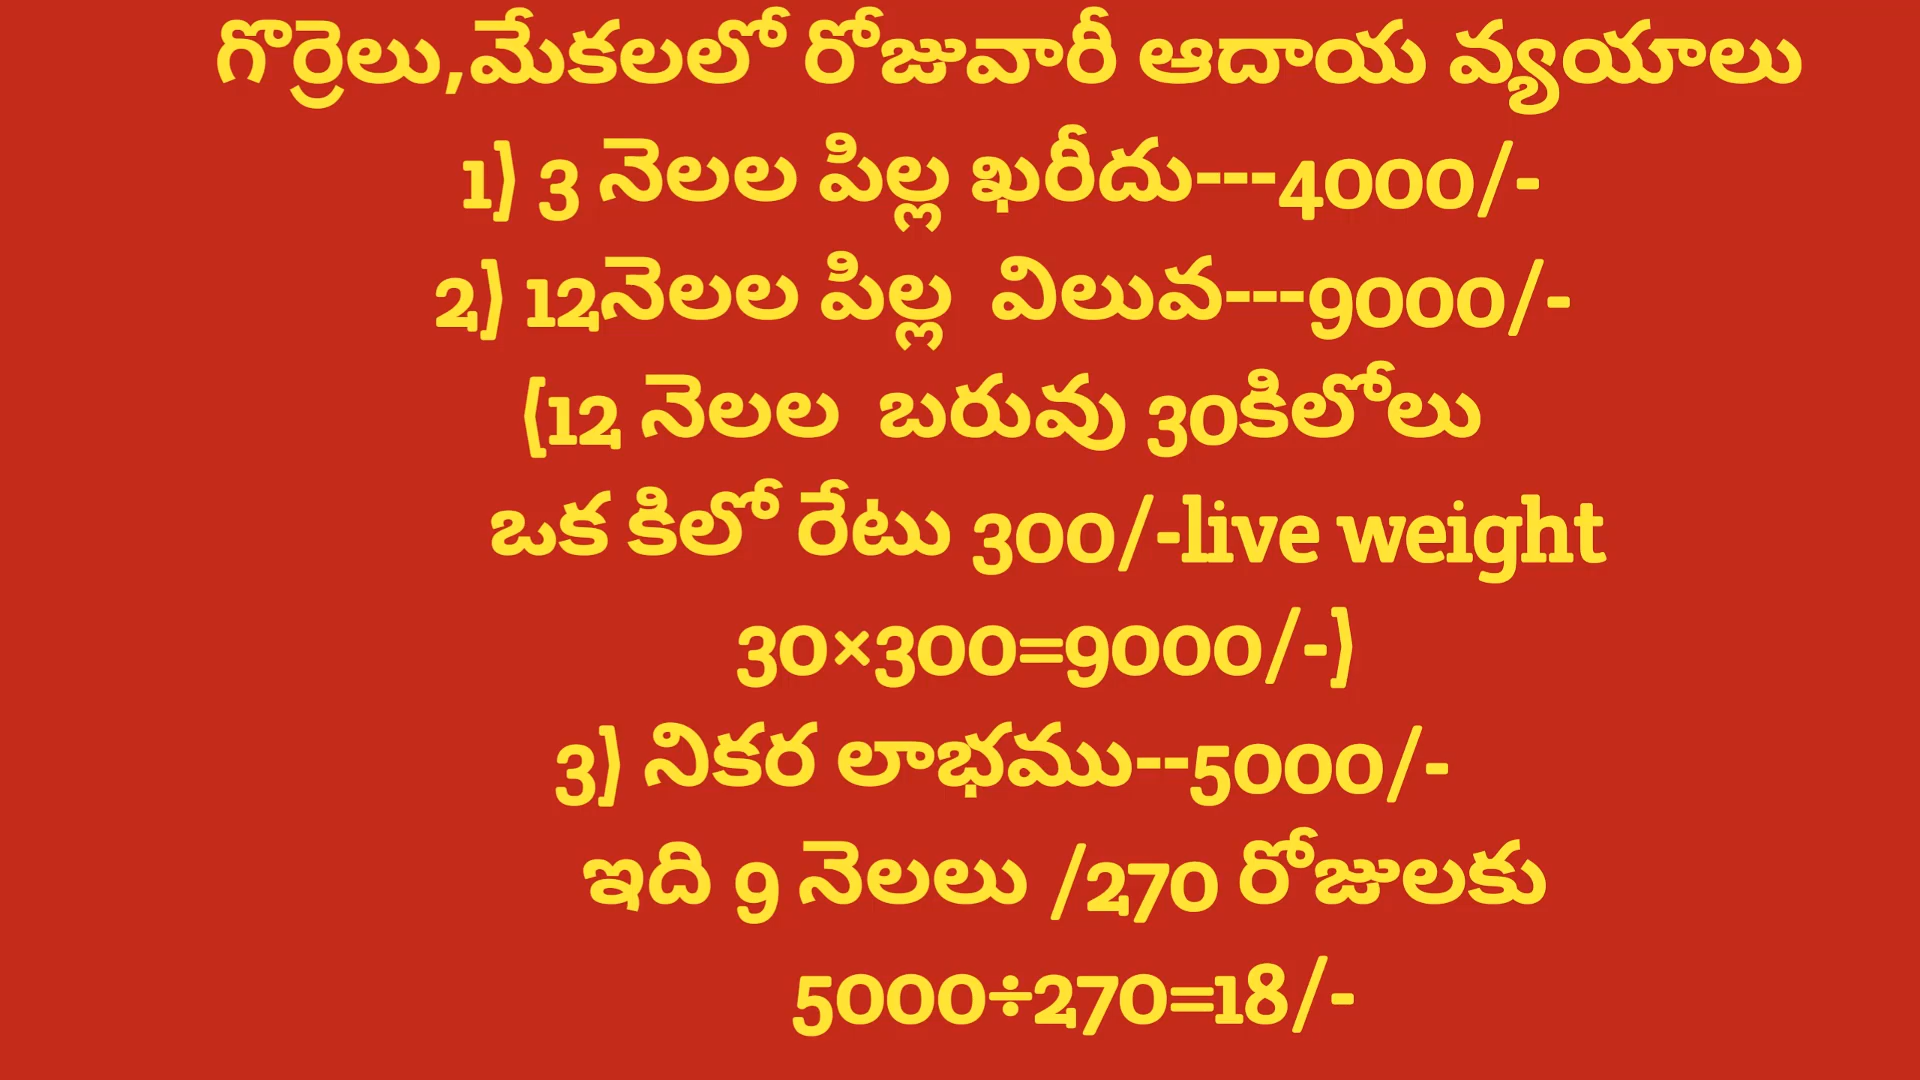 గొర్రెలు,మేకలలో రోజువారీ ఆదాయ వ్యయాలు
1) 3 నెలల పిల్ల ఖరీదు---4000/-
2) 12నెలల పిల్ల విలువ---9000/-
(12 నెలల బరువు 30కిలోలు
ఒక కిలో రేటు 300/-live weight
30×300=9000/-)
3) నికర లాభము--5000/-
ఇది 9 నెలలు /270 రోజులకు
5000÷270=18/-